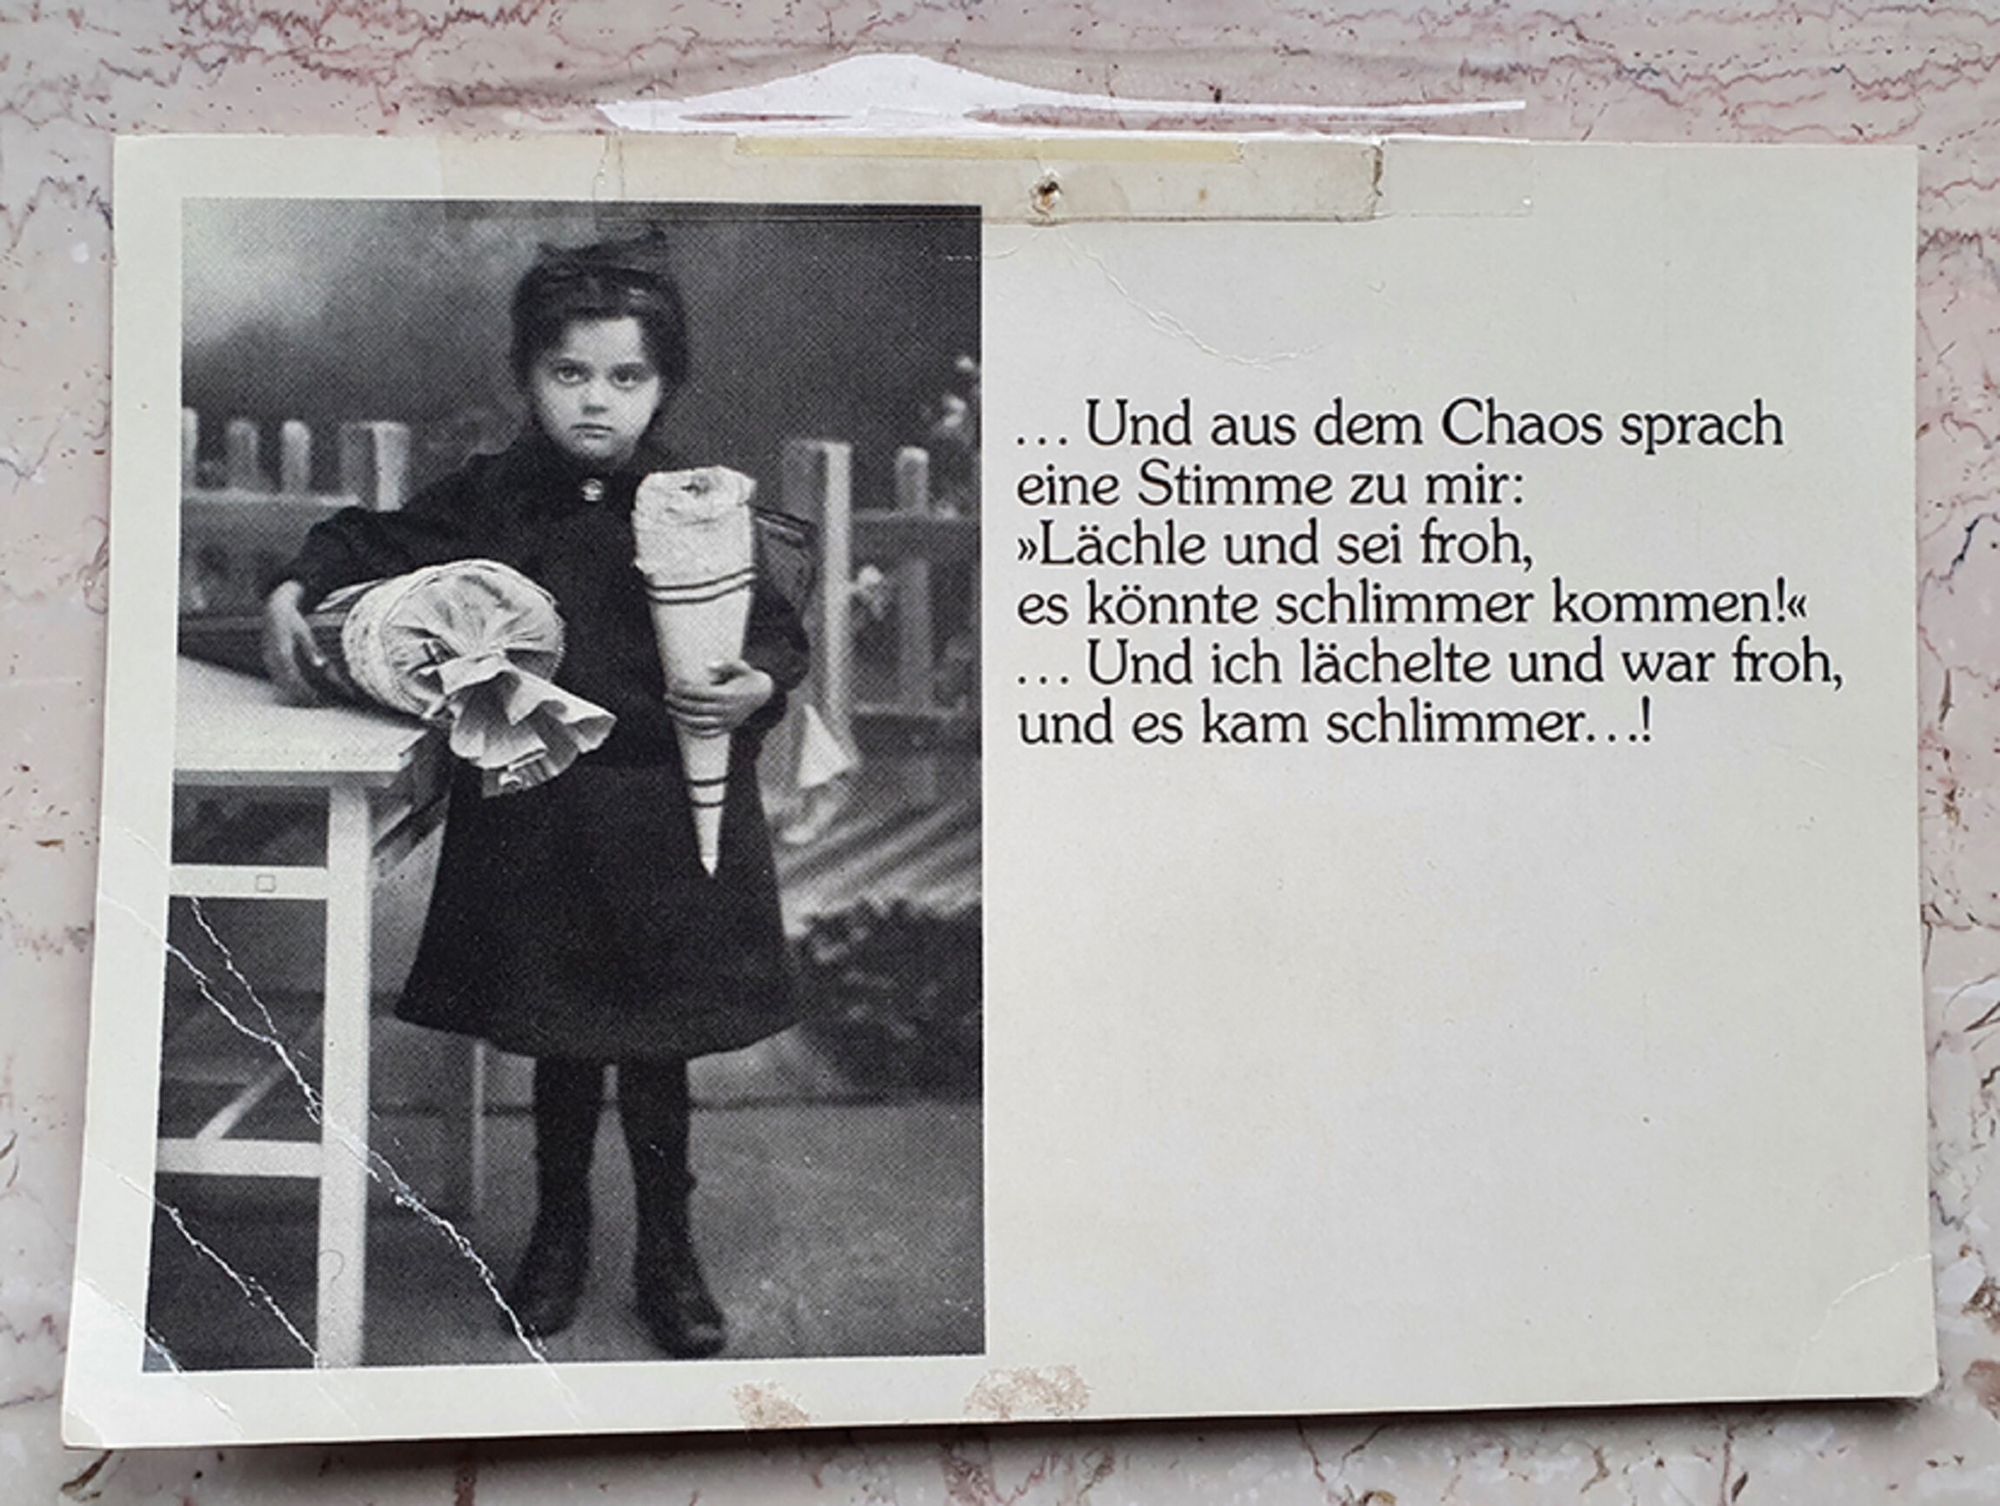 ... Und aus dem Chaos sprach
eine Stimme zu mir:
»Lächle und sei froh,
es könnte schlimmer kommen!«
... Und ich lächelte und war froh,
und es kam schlimmer...!